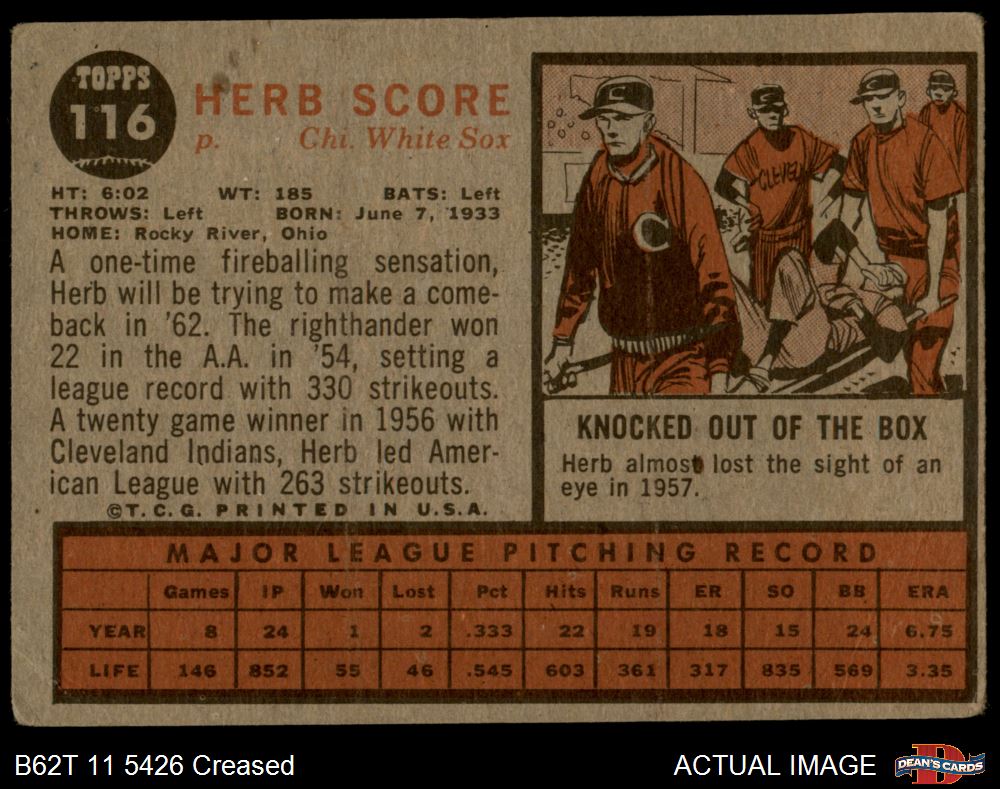 TOPPS
116
HERB SCORE
p. Chi. White Sox
HT: 6:02 WT: 185 BATS: Left
THROWS: Left BORN: June 7, 1933
HOME: Rocky River, Ohio
A one-time fireballing sensation,
Herb will be trying to make a come-
back in '62. The righthander won
22 in the A.A. in '54, setting a
league record with 330 strikeouts.
A twenty game winner in 1956 with
Cleveland Indians, Herb led Amer-
ican League with 263 strikeouts.
©T.C.G. PRINTED IN U.S.A.
C
C
CLEVEL
KNOCKED OUT OF THE BOX
Herb almost lost the sight of an
eye in 1957.
MAJOR LEAGUE PITCHING RECORD
Games IP Won Lost Pct Hits Runs ER SO BB ERA
YEAR 8 24 1 2 .333 22 19 18 15 24 6.75
LIFE 146 852 55 46 .545 603 361 317 835 569 3.35
B62T 11 5426 Creased
ACTUAL IMAGE
D
DEAN'S CARDS